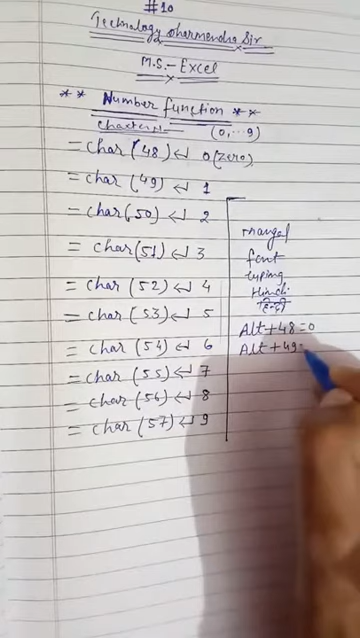 #10
Technology Dharmendra Sir
M.S.- Excel
** Number function **
(0,...9)
= char (48) ↵ 0 (zero)
= char (49) ↵ 1
= char (50) ↵ 2
= char (51) ↵ 3
= char (52) ↵ 4
= char (53) ↵ 5
= char (54) ↵ 6
= char (55) ↵ 7
= char (56) ↵ 8
= char (57) ↵ 9
mangal
font
typing
Hindi
हिन्दी
Alt+48=0
Alt+49=